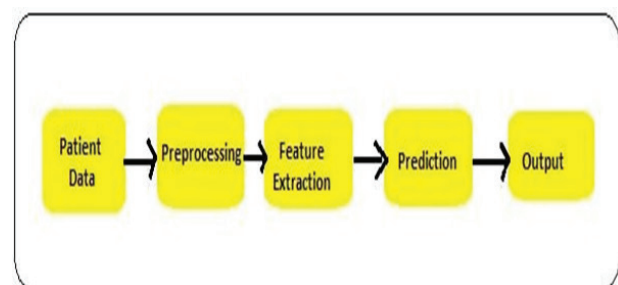 Patient
Data
Preprocessing
Feature
Extraction
Prediction
Output